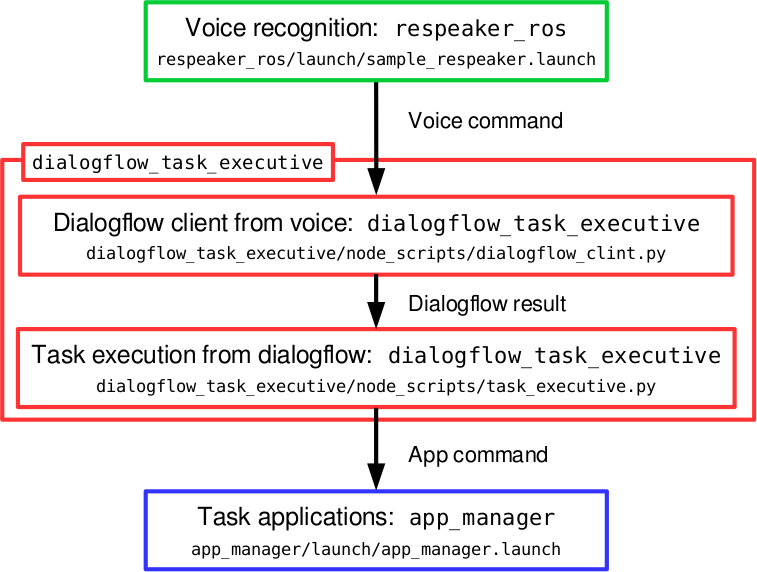 Voice recognition: respeaker_ros
respeaker_ros/launch/sample_respeaker.launch
Voice command
dialogflow_task_executive
Dialogflow client from voice: dialogflow_task_executive
dialogflow_task_executive/node_scripts/dialogflow_clint.py
Dialogflow result
Task execution from dialogflow: dialogflow_task_executive
dialogflow_task_executive/node_scripts/task_executive.py
App command
Task applications: app_manager
app_manager/launch/app_manager.launch